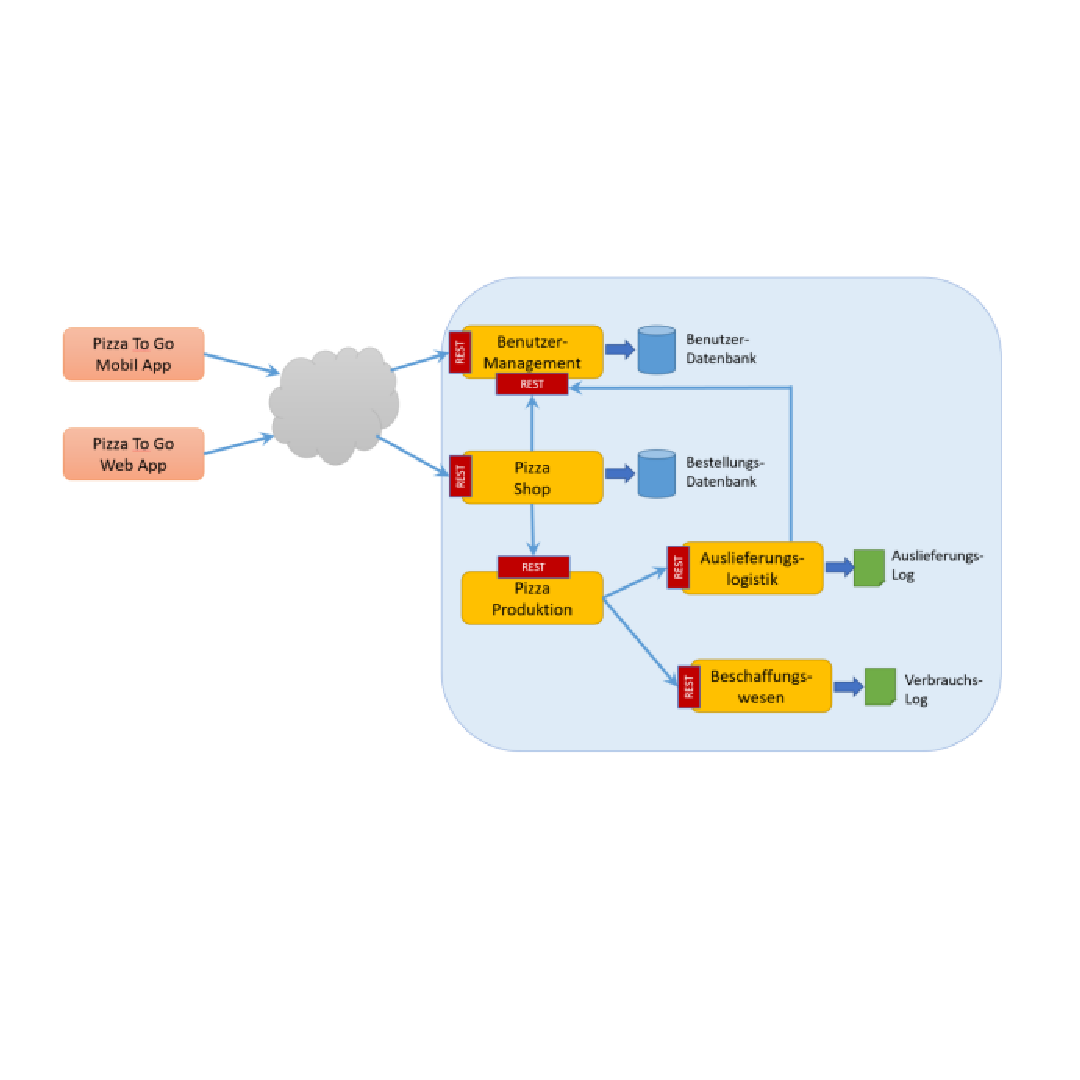 Pizza To Go
Mobil App
Pizza To Go
Web App
REST
Benutzer-
Management
REST
Benutzer-
Datenbank
REST
Pizza
Shop
Bestellungs-
Datenbank
REST
Pizza
Produktion
REST
Auslieferungs-
logistik
Auslieferungs-
Log
REST
Beschaffungs-
wesen
Verbrauchs-
Log